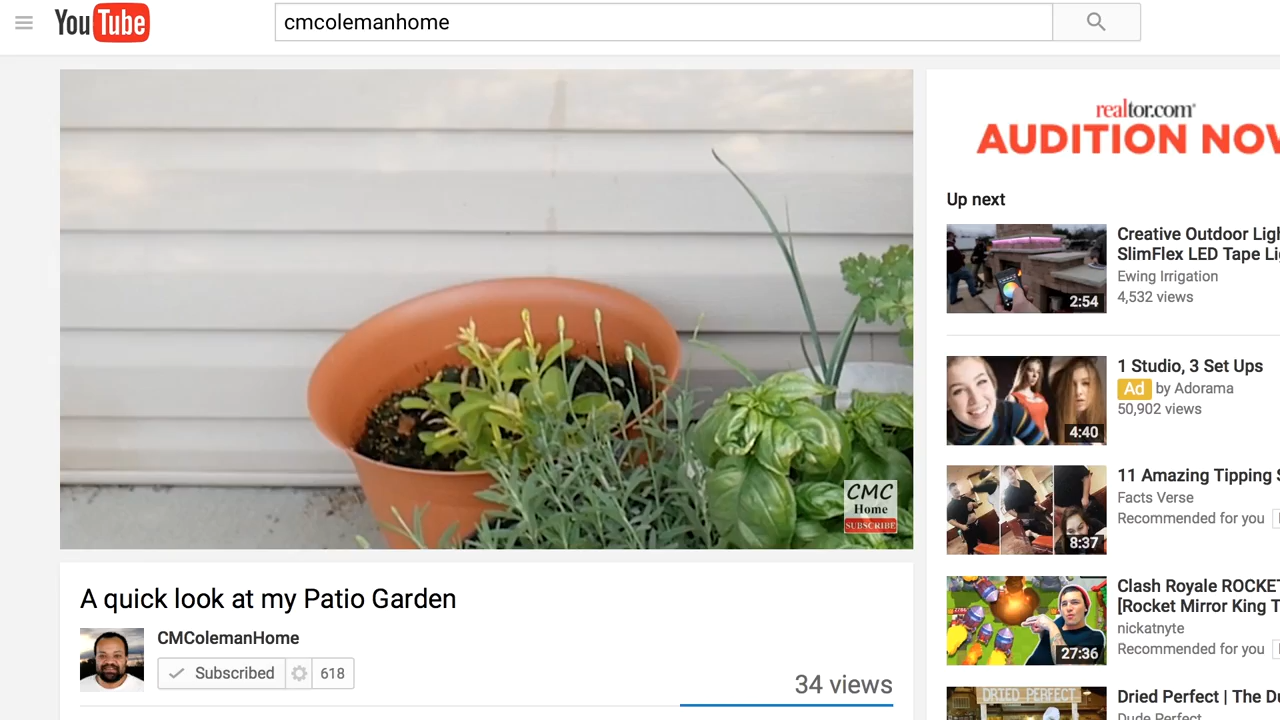 YouTube
cmcolemanhome
realtor.com®
AUDITION NOW
CMC
Home
SUBSCRIBE
A quick look at my Patio Garden
CMColemanHome
Subscribed
618
34 views
Up next
Creative Outdoor Ligh
SlimFlex LED Tape Li
Ewing Irrigation
4,532 views
2:54
1 Studio, 3 Set Ups
Ad by Adorama
50,902 views
4:40
11 Amazing Tipping S
Facts Verse
Recommended for you
8:37
Clash Royale ROCKET
[Rocket Mirror King T
nickatnyte
Recommended for you
27:36
DRIED PERFECT
Dried Perfect | The Du
Dude Perfect